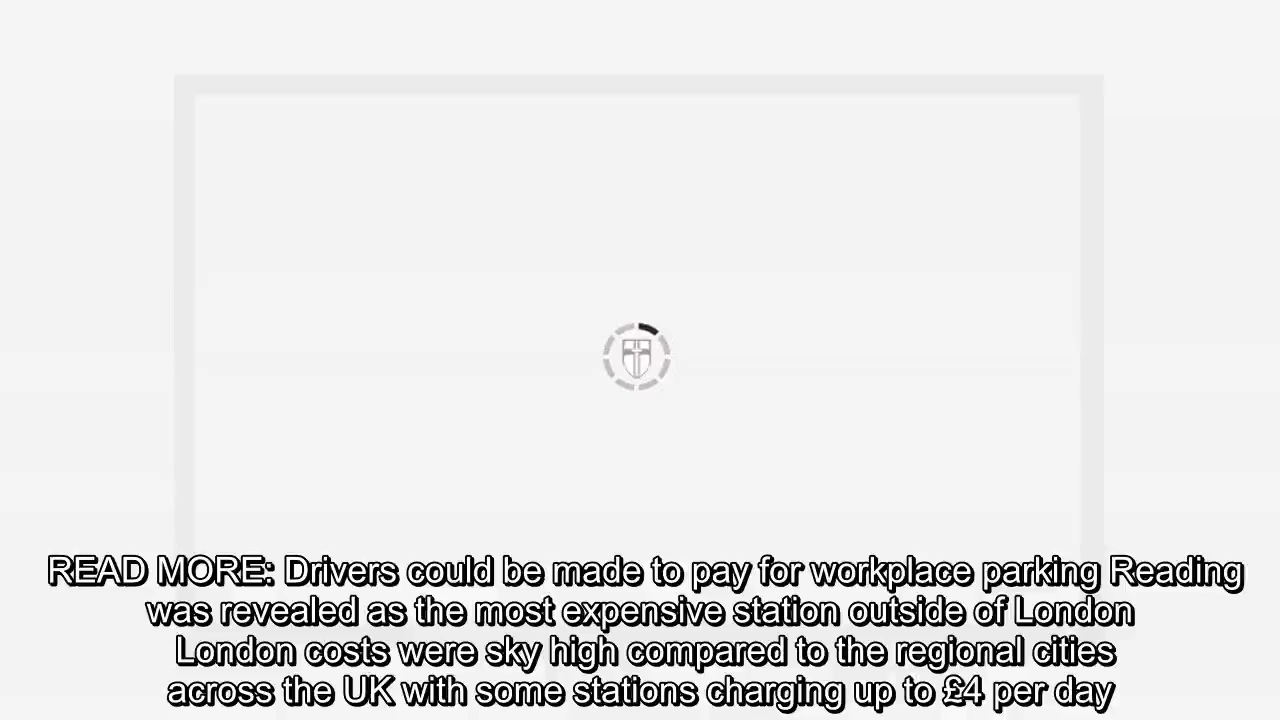 READ MORE: Drivers could be made to pay for workplace parking Reading
was revealed as the most expensive station outside of London
London costs were sky high compared to the regional cities
across the UK with some stations charging up to £4 per day